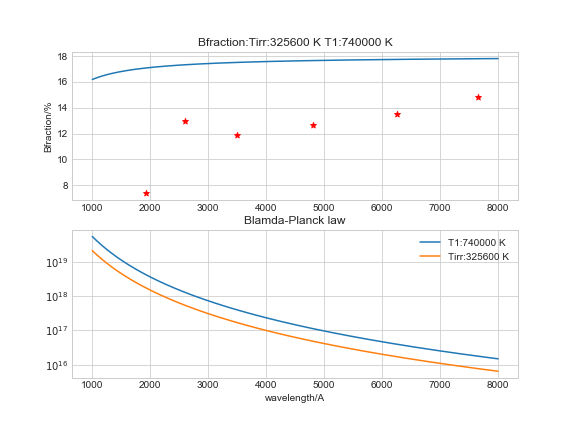 Bfraction:Tirr:325600 K T1:740000 K
Bfraction/%
18
16
14
12
10
8
1000 2000 3000 4000 5000 6000 7000 8000
Blamda-Planck law
T1:740000 K
Tirr:325600 K
10^19
10^18
10^17
10^16
1000 2000 3000 4000 5000 6000 7000 8000
wavelength/A